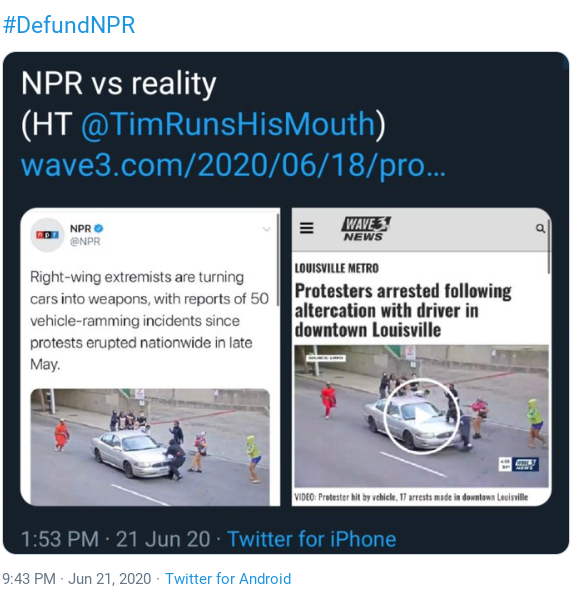 #DefundNPR
NPR vs reality
(HT @TimRunsHisMouth)
wave3.com/2020/06/18/pro...
npr
NPR
@NPR
Right-wing extremists are turning
cars into weapons, with reports of 50
vehicle-ramming incidents since
protests erupted nationwide in late
May.
WAVE 3
NEWS
LOUISVILLE METRO
Protesters arrested following
altercation with driver in
downtown Louisville
SOURCE: LMPD
WAVE 3
NEWS
VIDEO: Protester hit by vehicle, 17 arrests made in downtown Louisville
1:53 PM · 21 Jun 20 · Twitter for iPhone
9:43 PM · Jun 21, 2020 · Twitter for Android